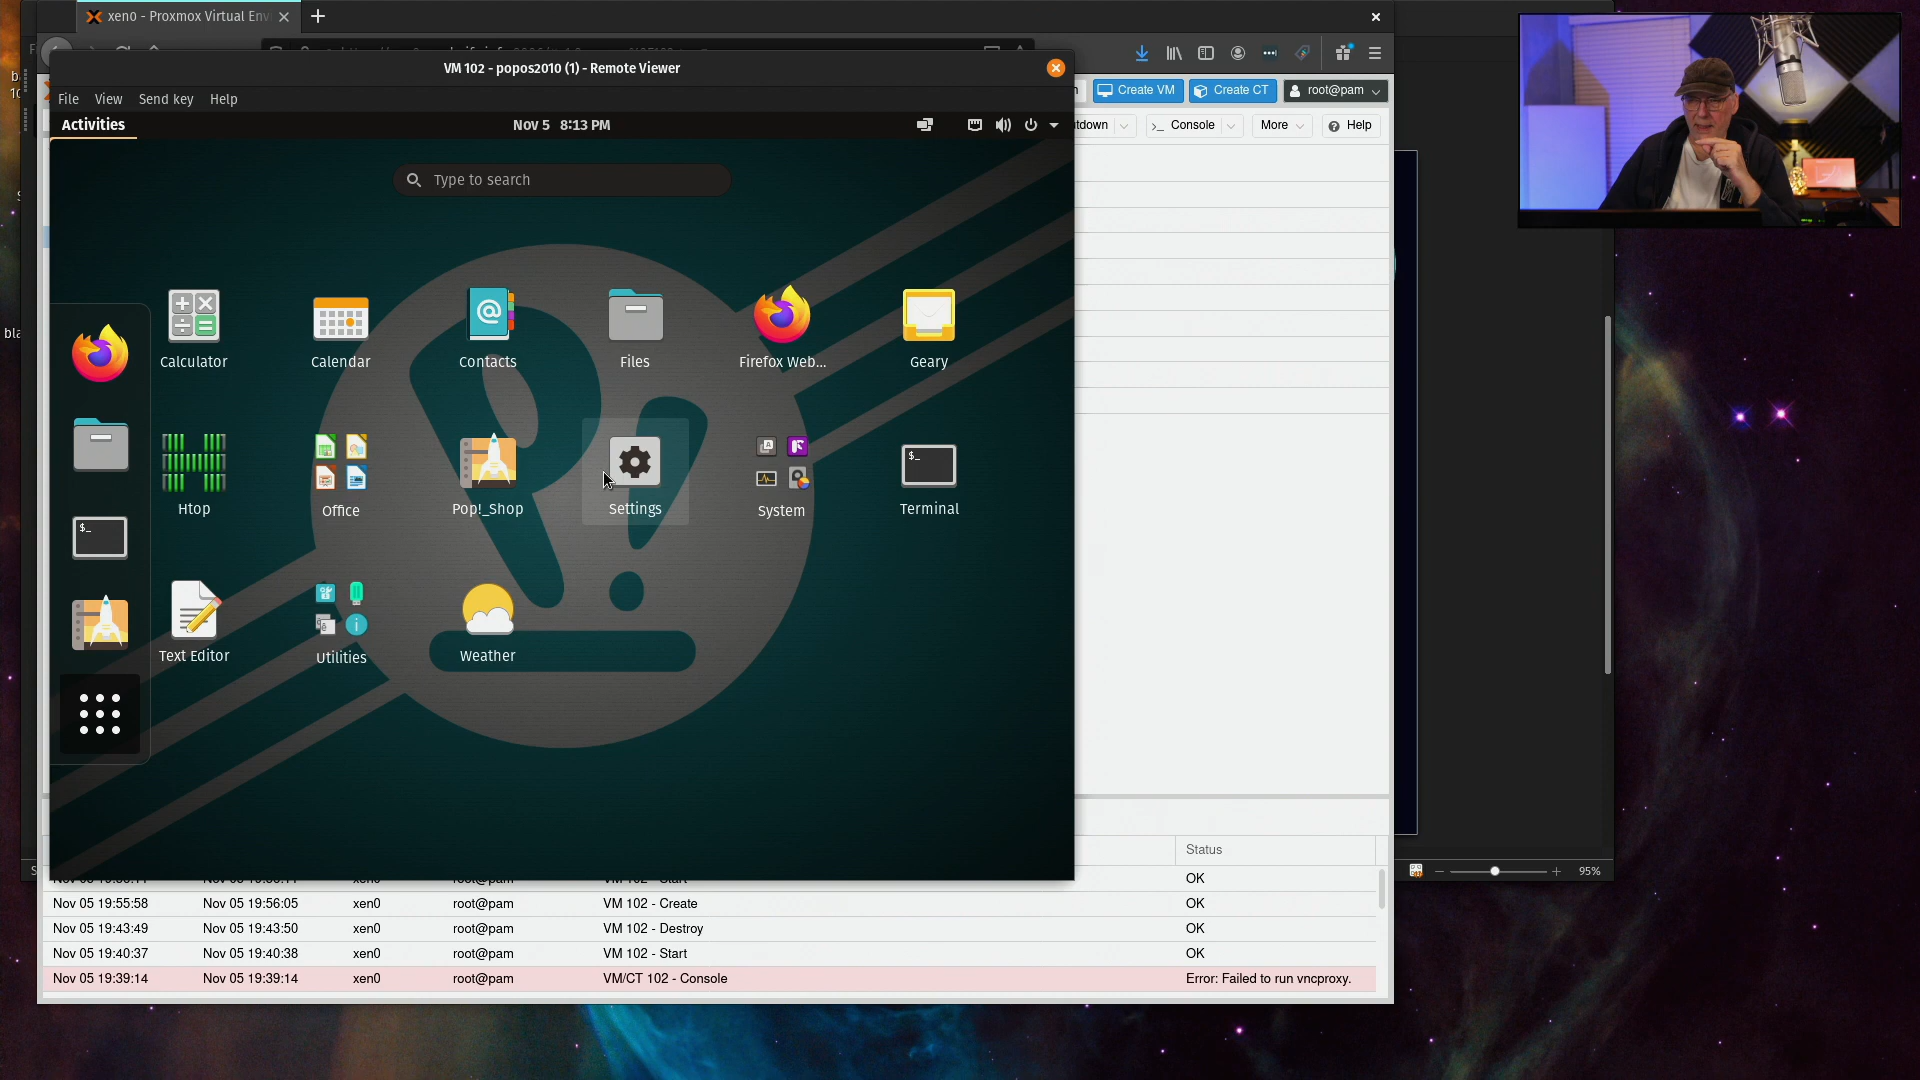 xen0 - Proxmox Virtual Env
VM 102 - popos2010 (1) - Remote Viewer
File View Send key Help
Activities
Nov 5 8:13 PM
Type to search
Create VM
Create CT
root@pam
Console
More
Help
Calculator
Calendar
Contacts
Files
Firefox Web...
Geary
Htop
Office
Pop!_Shop
Settings
System
Terminal
Text Editor
Utilities
Weather
$_
$_
Status
95%
VM 102 - Start OK
Nov 05 19:55:58 Nov 05 19:56:05 xen0 root@pam VM 102 - Create OK
Nov 05 19:43:49 Nov 05 19:43:50 xen0 root@pam VM 102 - Destroy OK
Nov 05 19:40:37 Nov 05 19:40:38 xen0 root@pam VM 102 - Start OK
Nov 05 19:39:14 Nov 05 19:39:14 xen0 root@pam VM/CT 102 - Console Error: Failed to run vncproxy.